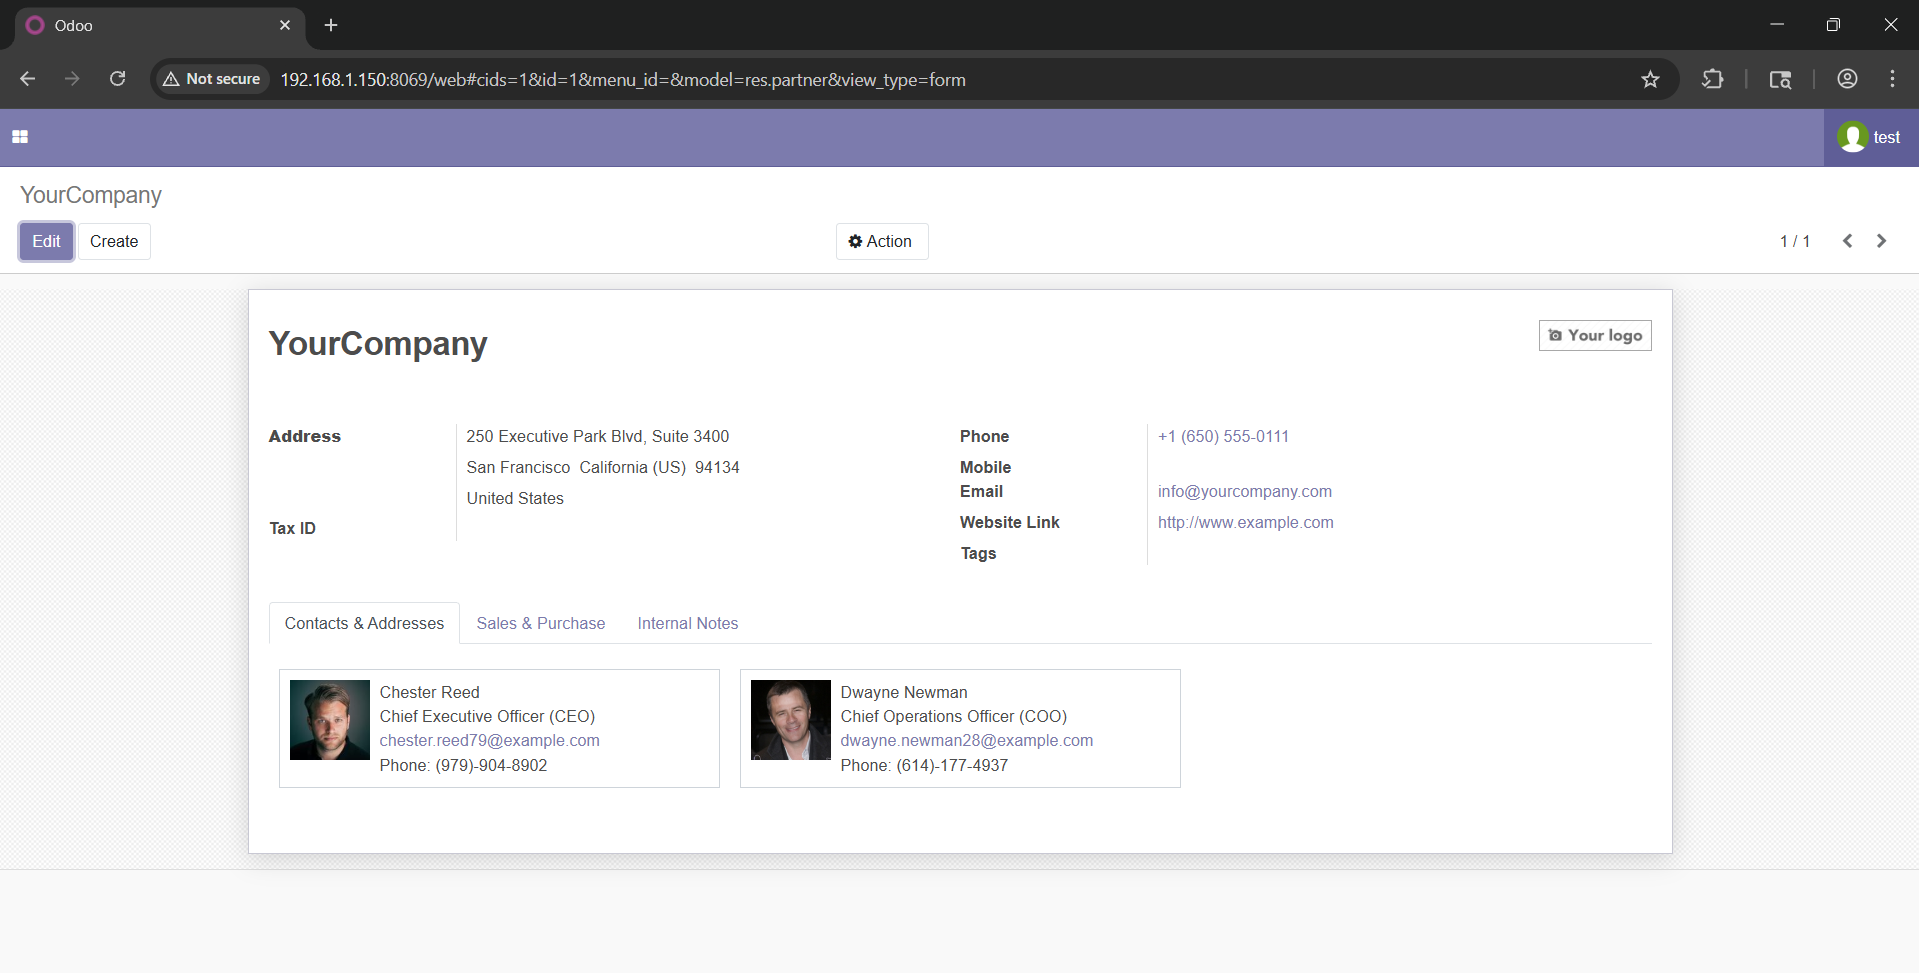 Odoo
Not secure
192.168.1.150:8069/web#cids=1&id=1&menu_id=&model=res.partner&view_type=form
test
YourCompany
Edit
Create
Action
1 / 1
YourCompany
Your logo
Address
250 Executive Park Blvd, Suite 3400
San Francisco California (US) 94134
United States
Tax ID
Phone
+1 (650) 555-0111
Mobile
Email
info@yourcompany.com
Website Link
http://www.example.com
Tags
Contacts & Addresses
Sales & Purchase
Internal Notes
Chester Reed
Chief Executive Officer (CEO)
chester.reed79@example.com
Phone: (979)-904-8902
Dwayne Newman
Chief Operations Officer (COO)
dwayne.newman28@example.com
Phone: (614)-177-4937